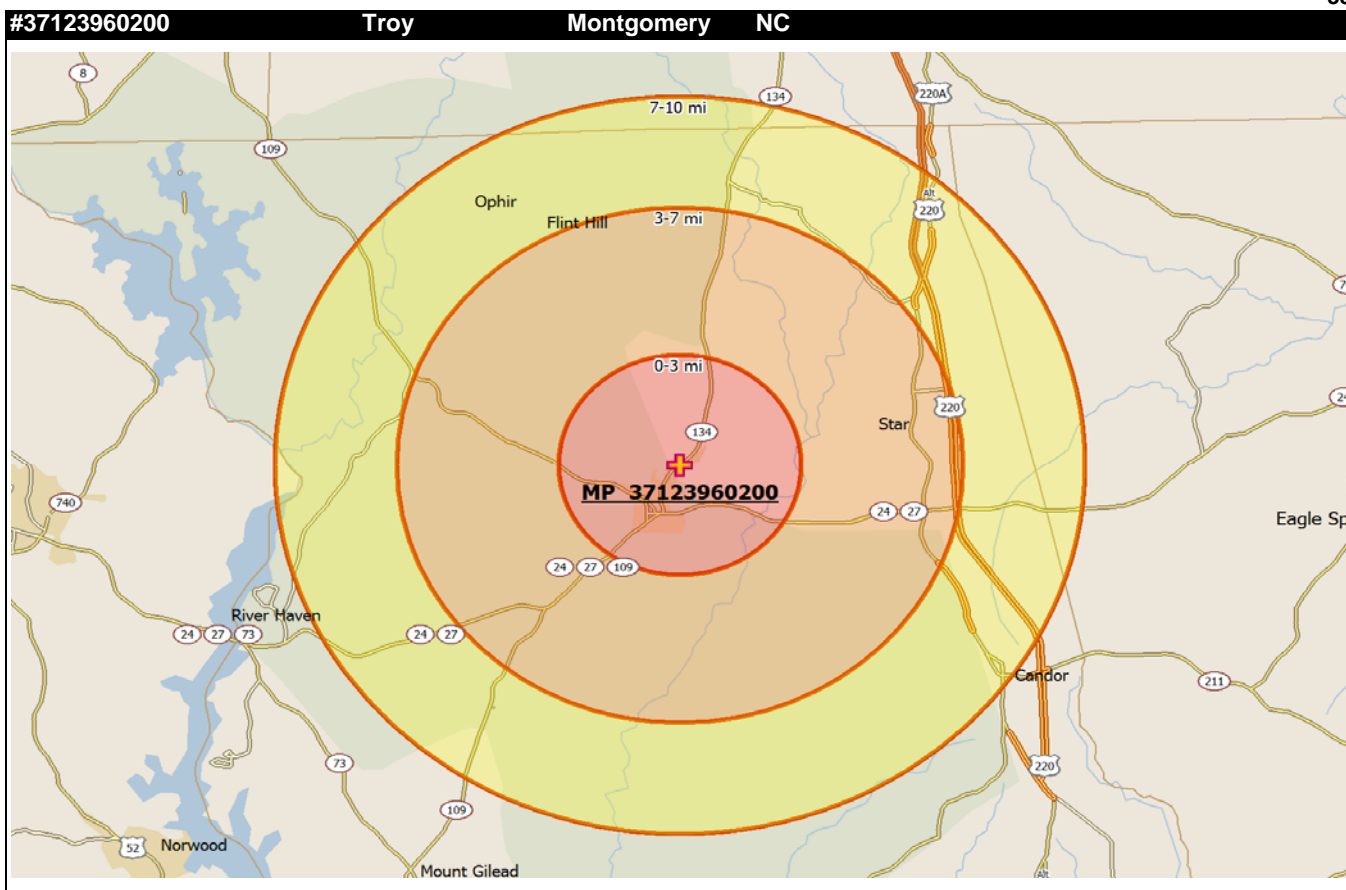 #37123960200 Troy Montgomery NC
8
134
220A
7-10 mi
109
Ophir
Alt
220
Flint Hill
3-7 mi
0-3 mi
220
Star
134
MP 37123960200
740
24 27
Eagle Sp
24 27 109
River Haven
24 27 73
24 27
Candor
211
73
220
109
52
Norwood
Mount Gilead
Alt